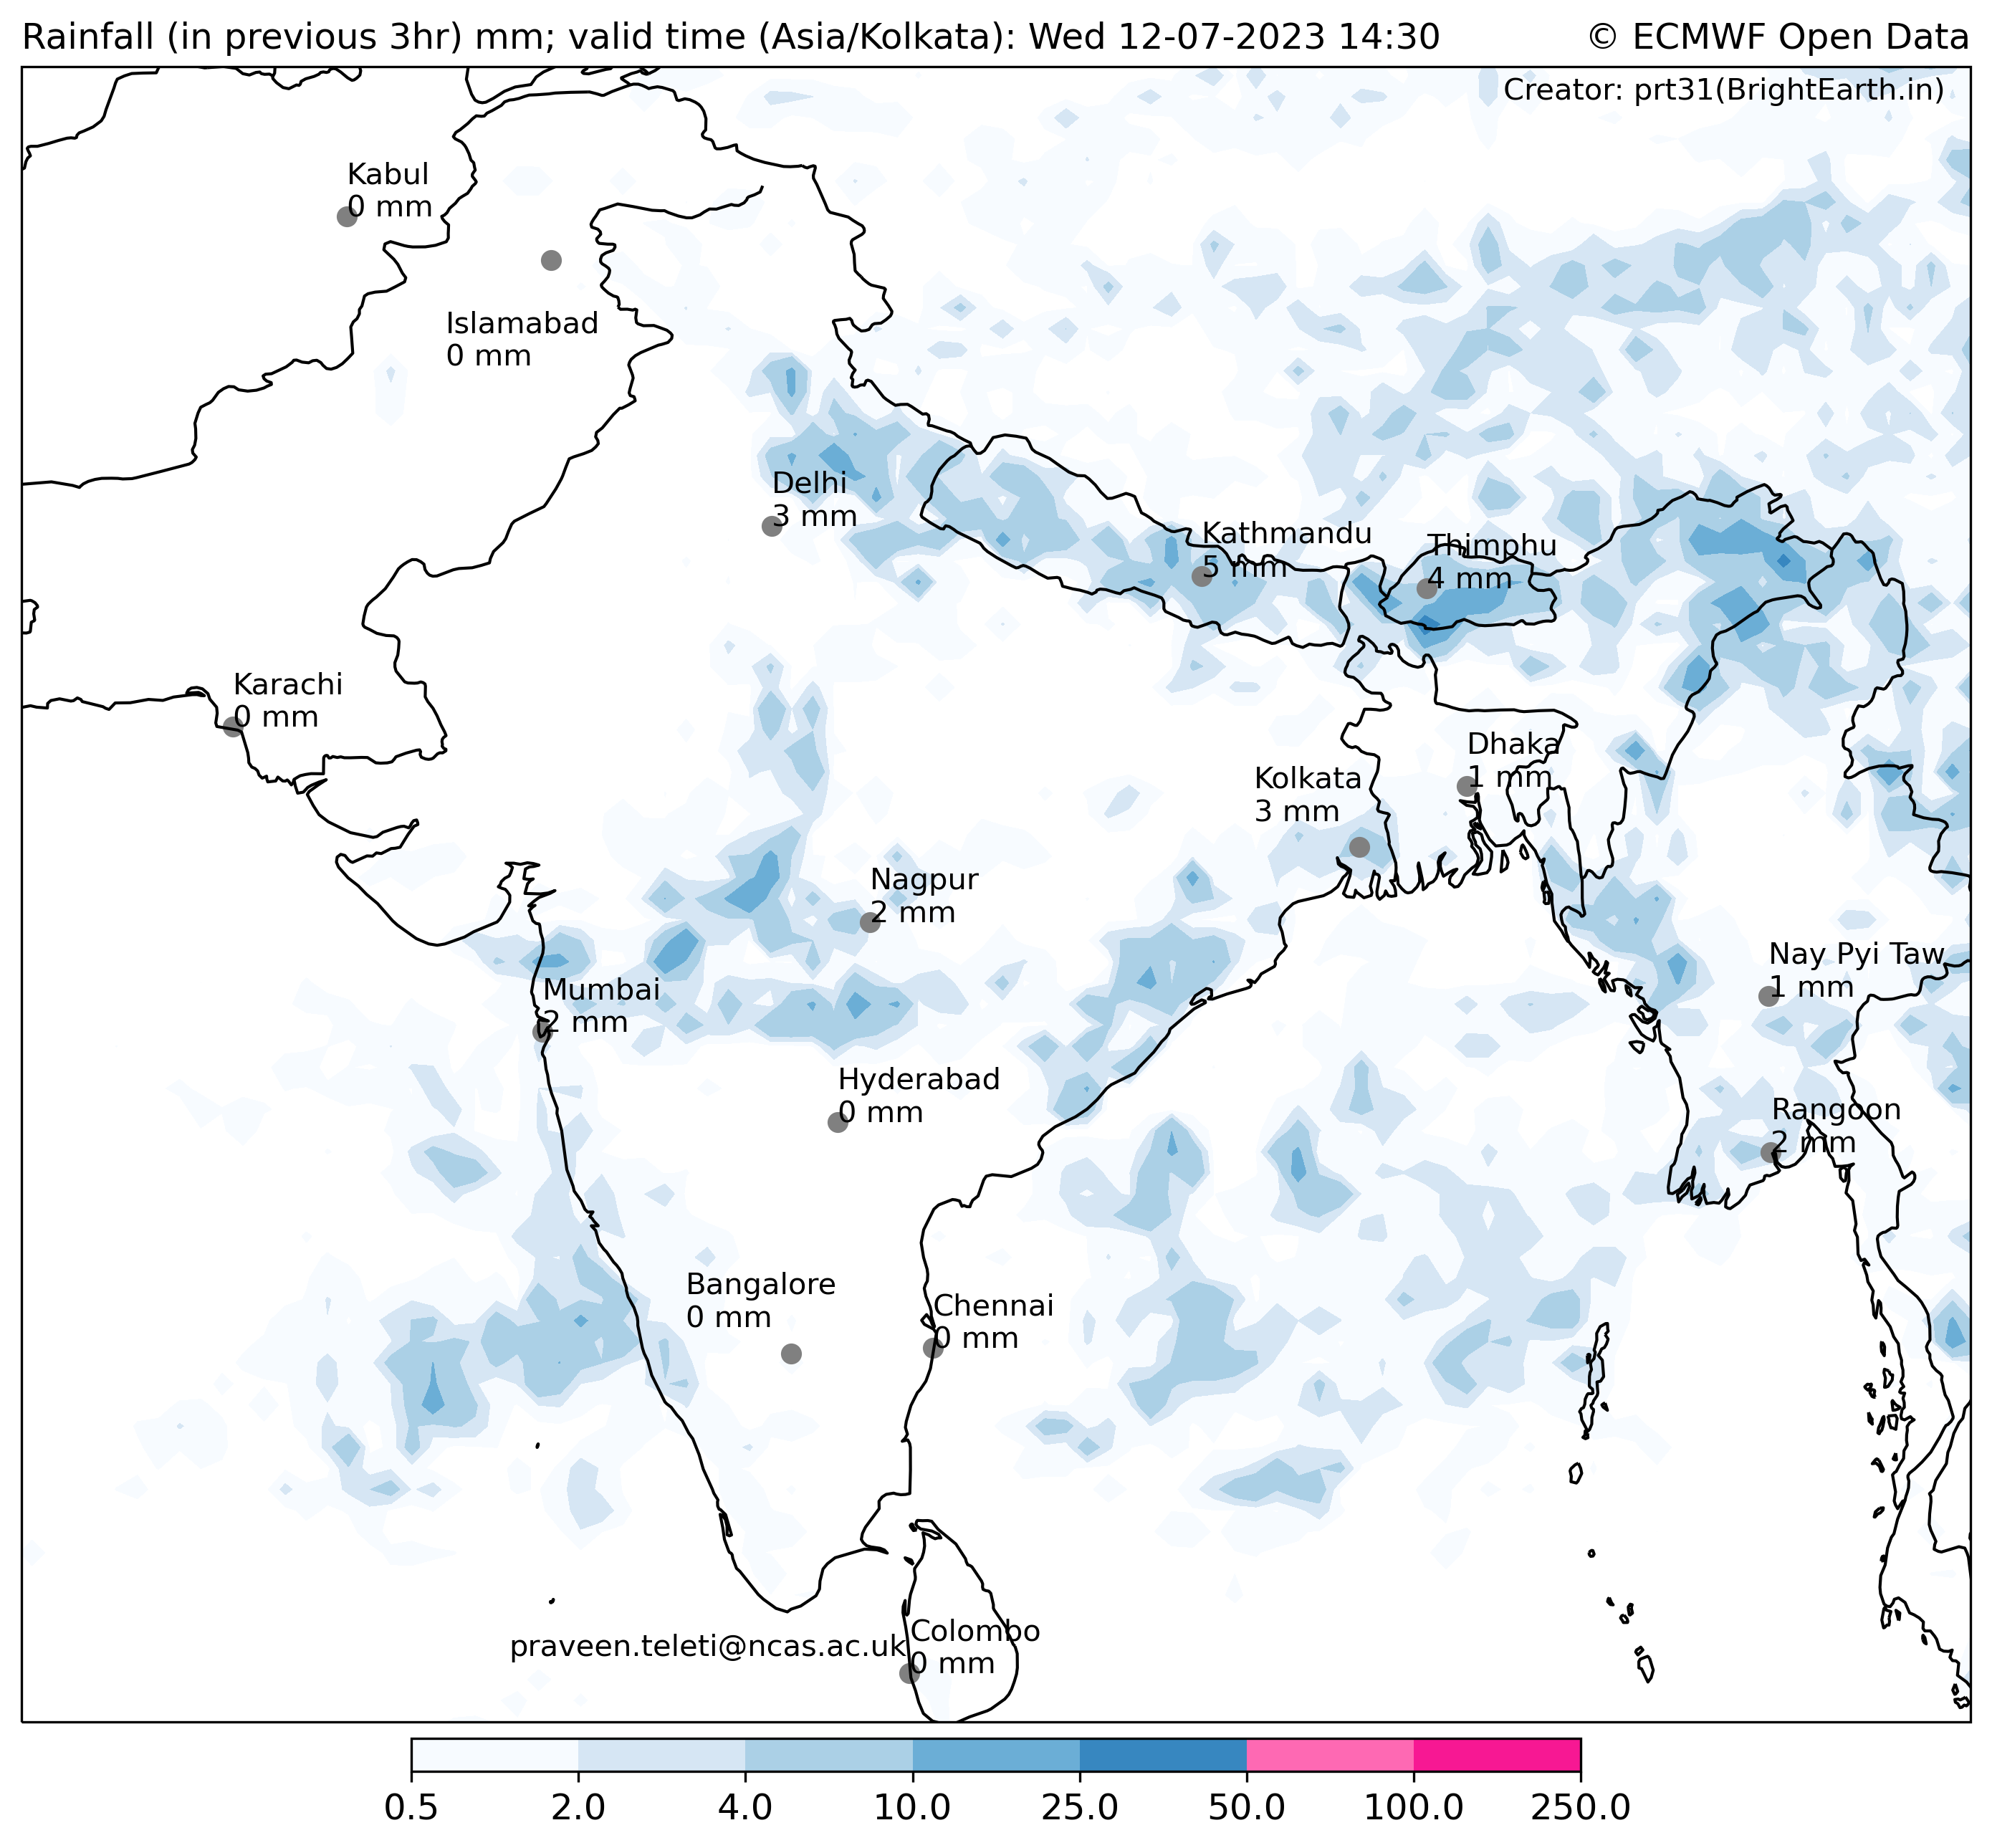 Rainfall (in previous 3hr) mm; valid time (Asia/Kolkata): Wed 12-07-2023 14:30
© ECMWF Open Data
Creator: prt31(BrightEarth.in)
Kabul
0 mm
Islamabad
0 mm
Delhi
3 mm
Kathmandu
5 mm
Thimphu
4 mm
Karachi
0 mm
Dhaka
1 mm
Kolkata
3 mm
Nagpur
2 mm
Nay Pyi Taw
1 mm
Mumbai
2 mm
Hyderabad
0 mm
Rangoon
2 mm
Bangalore
0 mm
Chennai
0 mm
praveen.teleti@ncas.ac.uk
Colombo
0 mm
0.5 2.0 4.0 10.0 25.0 50.0 100.0 250.0